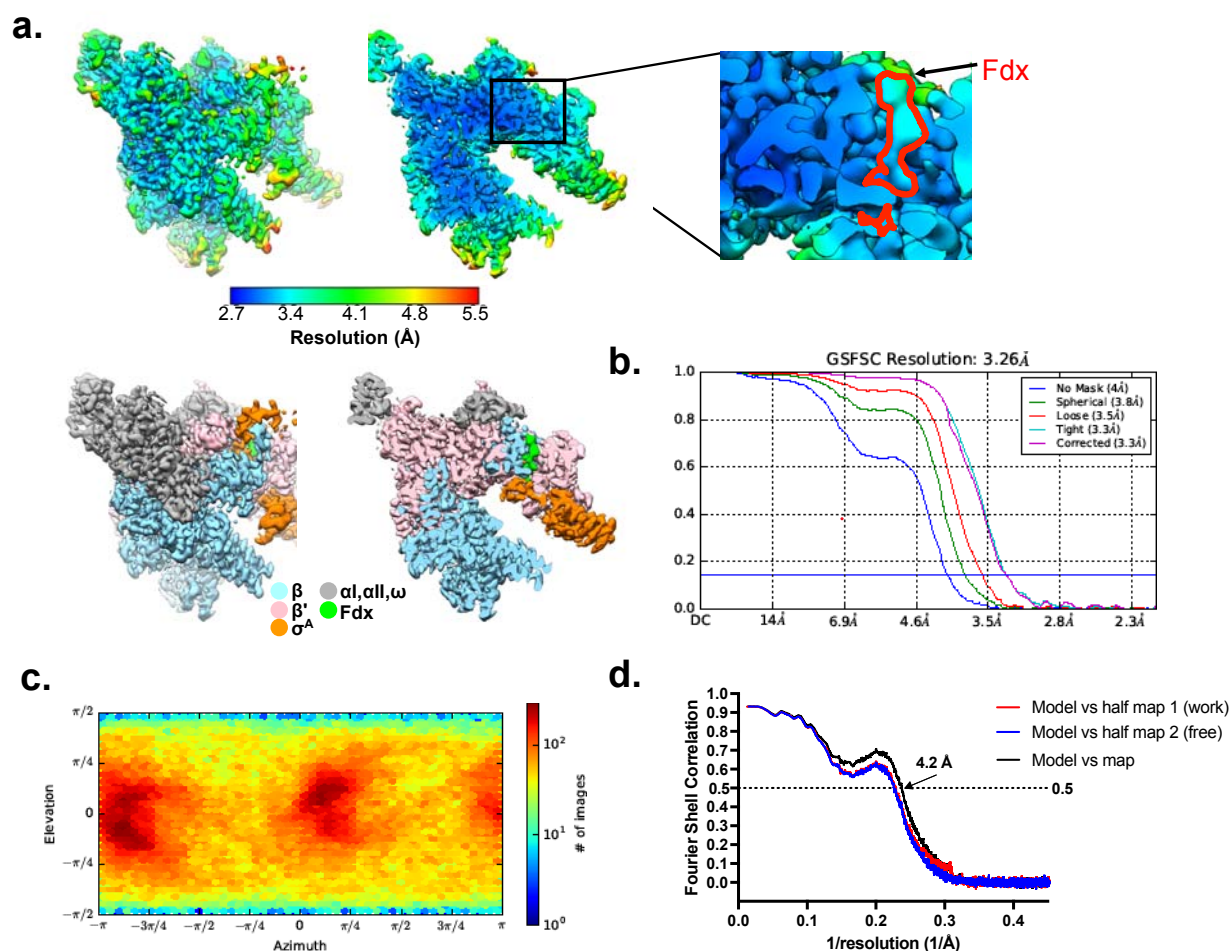 a.
Fdx
2.7 3.4 4.1 4.8 5.5
Resolution (Å)
β
β'
σᴬ
αI,αII,ω
Fdx
b.
GSFSC Resolution: 3.26Å
1.0
0.8
0.6
0.4
0.2
0.0
No Mask (4Å)
Spherical (3.8Å)
Loose (3.5Å)
Tight (3.3Å)
Corrected (3.3Å)
DC 14Å 6.9Å 4.6Å 3.5Å 2.8Å 2.3Å
c.
π/2
π/4
0
−π/4
−π/2
Elevation
−π −3π/4 −π/2 −π/4 0 π/4 π/2 3π/4 π
Azimuth
10²
10¹
10⁰
# of images
d.
1.0
0.9
0.8
0.7
0.6
0.5
0.4
0.3
0.2
0.1
0.0
Fourier Shell Correlation
Model vs half map 1 (work)
Model vs half map 2 (free)
Model vs map
4.2 Å
0.5
0.0 0.1 0.2 0.3 0.4
1/resolution (1/Å)